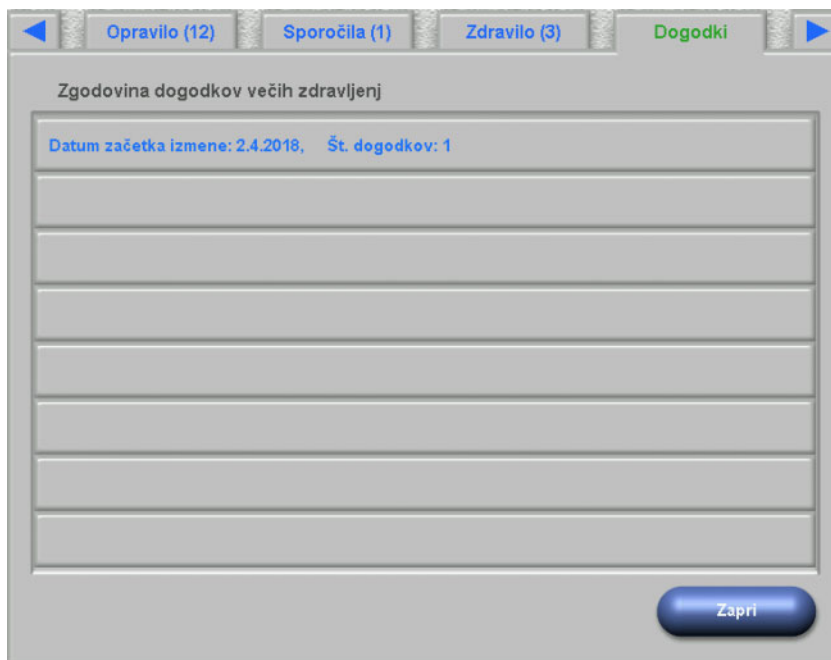 Opravilo (12) Sporočila (1) Zdravilo (3) Dogodki
Zgodovina dogodkov večih zdravljenj
Datum začetka izmene: 2.4.2018, Št. dogodkov: 1
Zapri